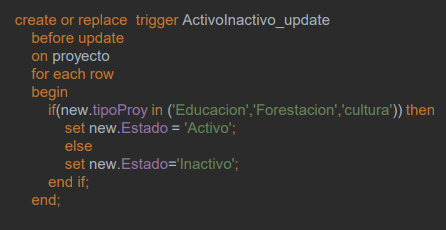 create or replace trigger ActivoInactivo_update
before update
on proyecto
for each row
begin
if(new.tipoProy in ('Educacion','Forestacion','cultura')) then
set new.Estado = 'Activo';
else
set new.Estado='Inactivo';
end if;
end;